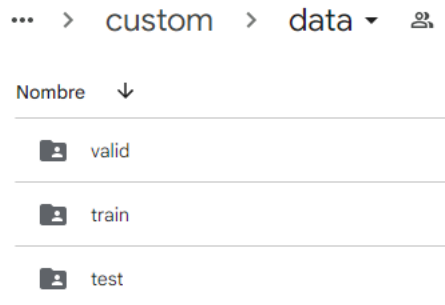 ... > custom > data
Nombre ↓
valid
train
test